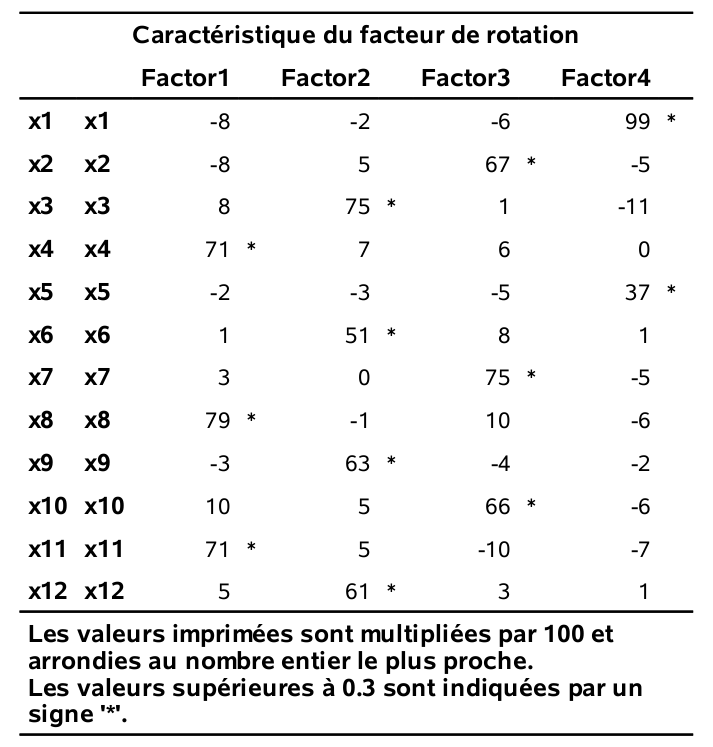 Caractéristique du facteur de rotation
Factor1 Factor2 Factor3 Factor4
x1 x1 -8 -2 -6 99 *
x2 x2 -8 5 67 * -5
x3 x3 8 75 * 1 -11
x4 x4 71 * 7 6 0
x5 x5 -2 -3 -5 37 *
x6 x6 1 51 * 8 1
x7 x7 3 0 75 * -5
x8 x8 79 * -1 10 -6
x9 x9 -3 63 * -4 -2
x10 x10 10 5 66 * -6
x11 x11 71 * 5 -10 -7
x12 x12 5 61 * 3 1
Les valeurs imprimées sont multipliées par 100 et
arrondies au nombre entier le plus proche.
Les valeurs supérieures à 0.3 sont indiquées par un
signe '*'.